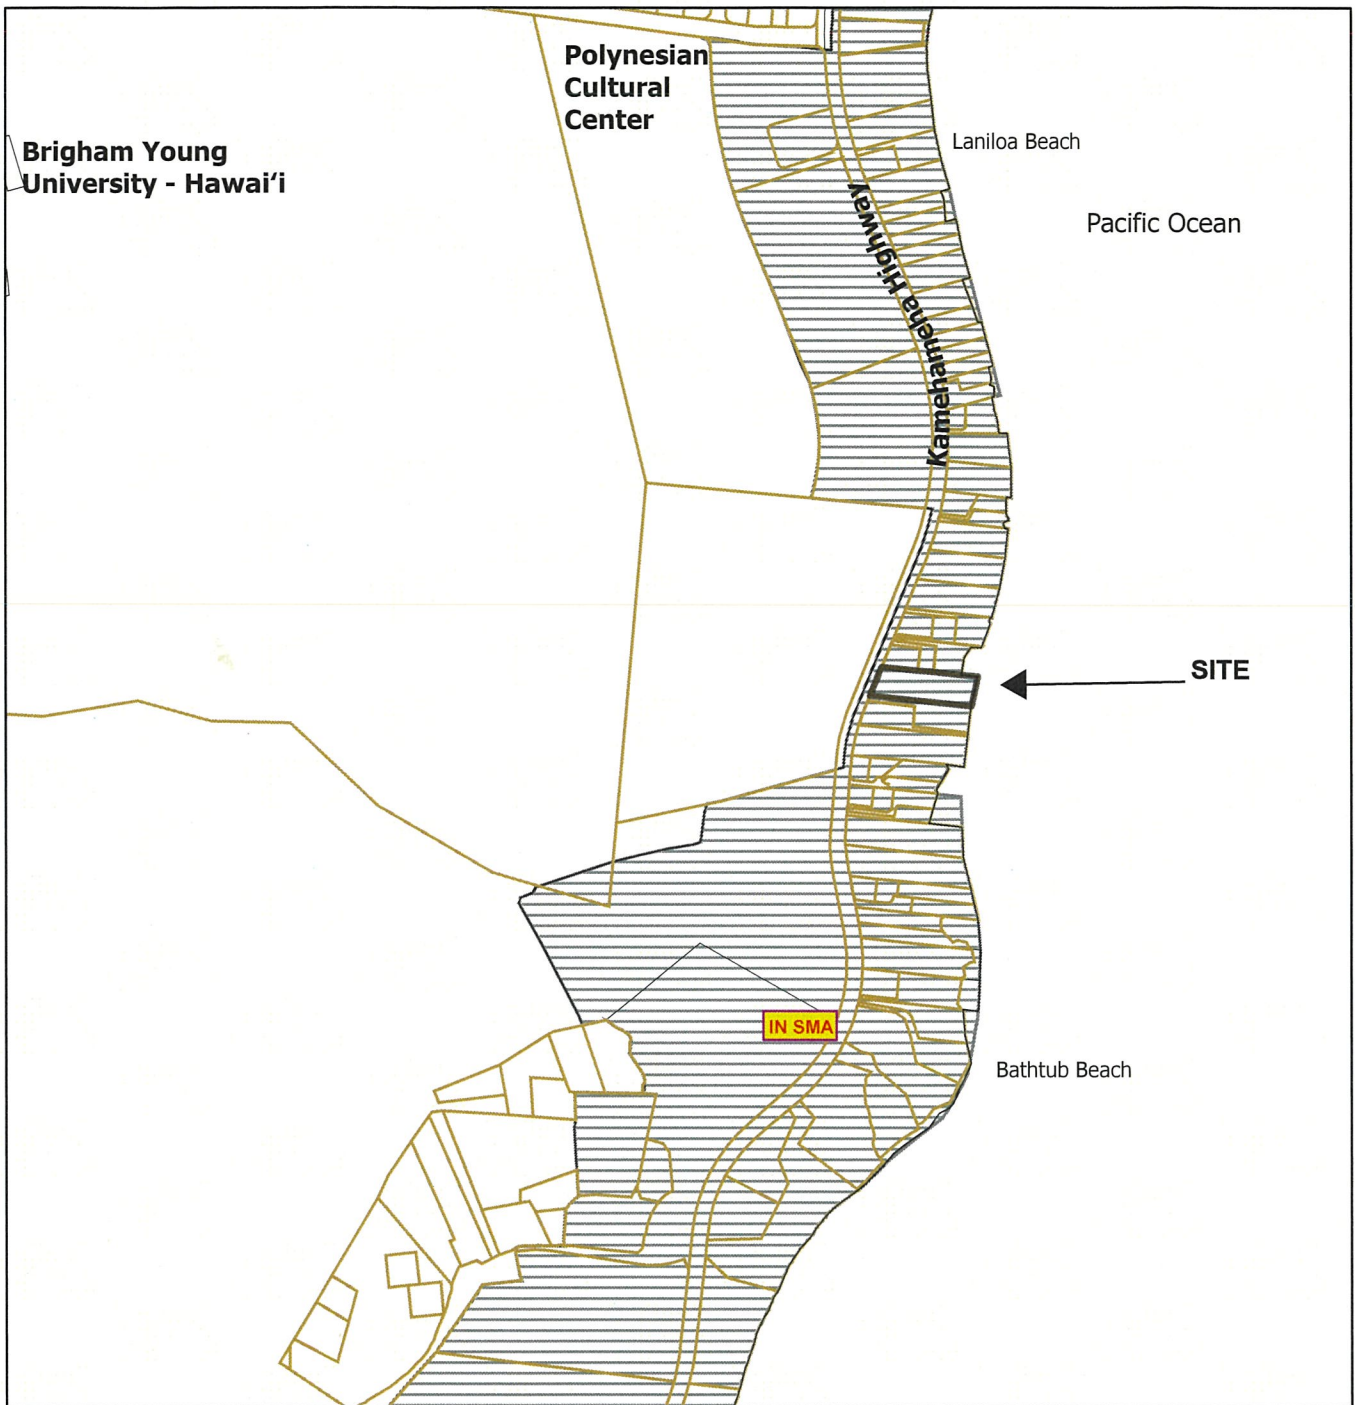 Polynesian
Cultural
Center
Brigham Young
University - Hawai‘i
Laniloa Beach
Pacific Ocean
Kamehameha Highway
SITE
IN SMA
Bathtub Beach